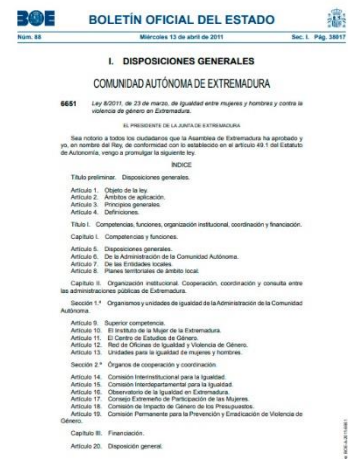 BOE
BOLETÍN OFICIAL DEL ESTADO
Núm. 88 Miércoles 13 de abril de 2011 Sec. I. Pág. 38017
I. DISPOSICIONES GENERALES
COMUNIDAD AUTÓNOMA DE EXTREMADURA
6651 Ley 8/2011, de 23 de marzo, de Igualdad entre mujeres y hombres y contra la
violencia de género en Extremadura.
EL PRESIDENTE DE LA JUNTA DE EXTREMADURA
Sea notorio a todos los ciudadanos que la Asamblea de Extremadura ha aprobado y
yo, en nombre del Rey, de conformidad con lo establecido en el artículo 49.1 del Estatuto
de Autonomía, vengo a promulgar la siguiente ley.
ÍNDICE
Título preliminar. Disposiciones generales.
Artículo 1. Objeto de la ley.
Artículo 2. Ámbitos de aplicación.
Artículo 3. Principios generales.
Artículo 4. Definiciones.
Título I. Competencias, funciones, organización institucional, coordinación y financiación.
Capítulo I. Competencias y funciones.
Artículo 5. Disposiciones generales.
Artículo 6. De la Administración de la Comunidad Autónoma.
Artículo 7. De las Entidades locales.
Artículo 8. Planes territoriales de ámbito local.
Capítulo II. Organización institucional. Cooperación, coordinación y consulta entre
las administraciones públicas de Extremadura.
Sección 1.ª Organismos y unidades de igualdad de la Administración de la Comunidad
Autónoma.
Artículo 9. Superior competencia.
Artículo 10. El Instituto de la Mujer de la Extremadura.
Artículo 11. El Centro de Estudios de Género.
Artículo 12. Red de Oficinas de Igualdad y Violencia de Género.
Artículo 13. Unidades para la igualdad de mujeres y hombres.
Sección 2.ª Órganos de cooperación y coordinación.
Artículo 14. Comisión Interinstitucional para la Igualdad.
Artículo 15. Comisión Interdepartamental para la Igualdad.
Artículo 16. Observatorio de la Igualdad en Extremadura.
Artículo 17. Consejo Extremeño de Participación de las Mujeres.
Artículo 18. Comisión de Impacto de Género de los Presupuestos.
Artículo 19. Comisión Permanente para la Prevención y Erradicación de Violencia de
Género.
Capítulo III. Financiación.
Artículo 20. Disposición general.